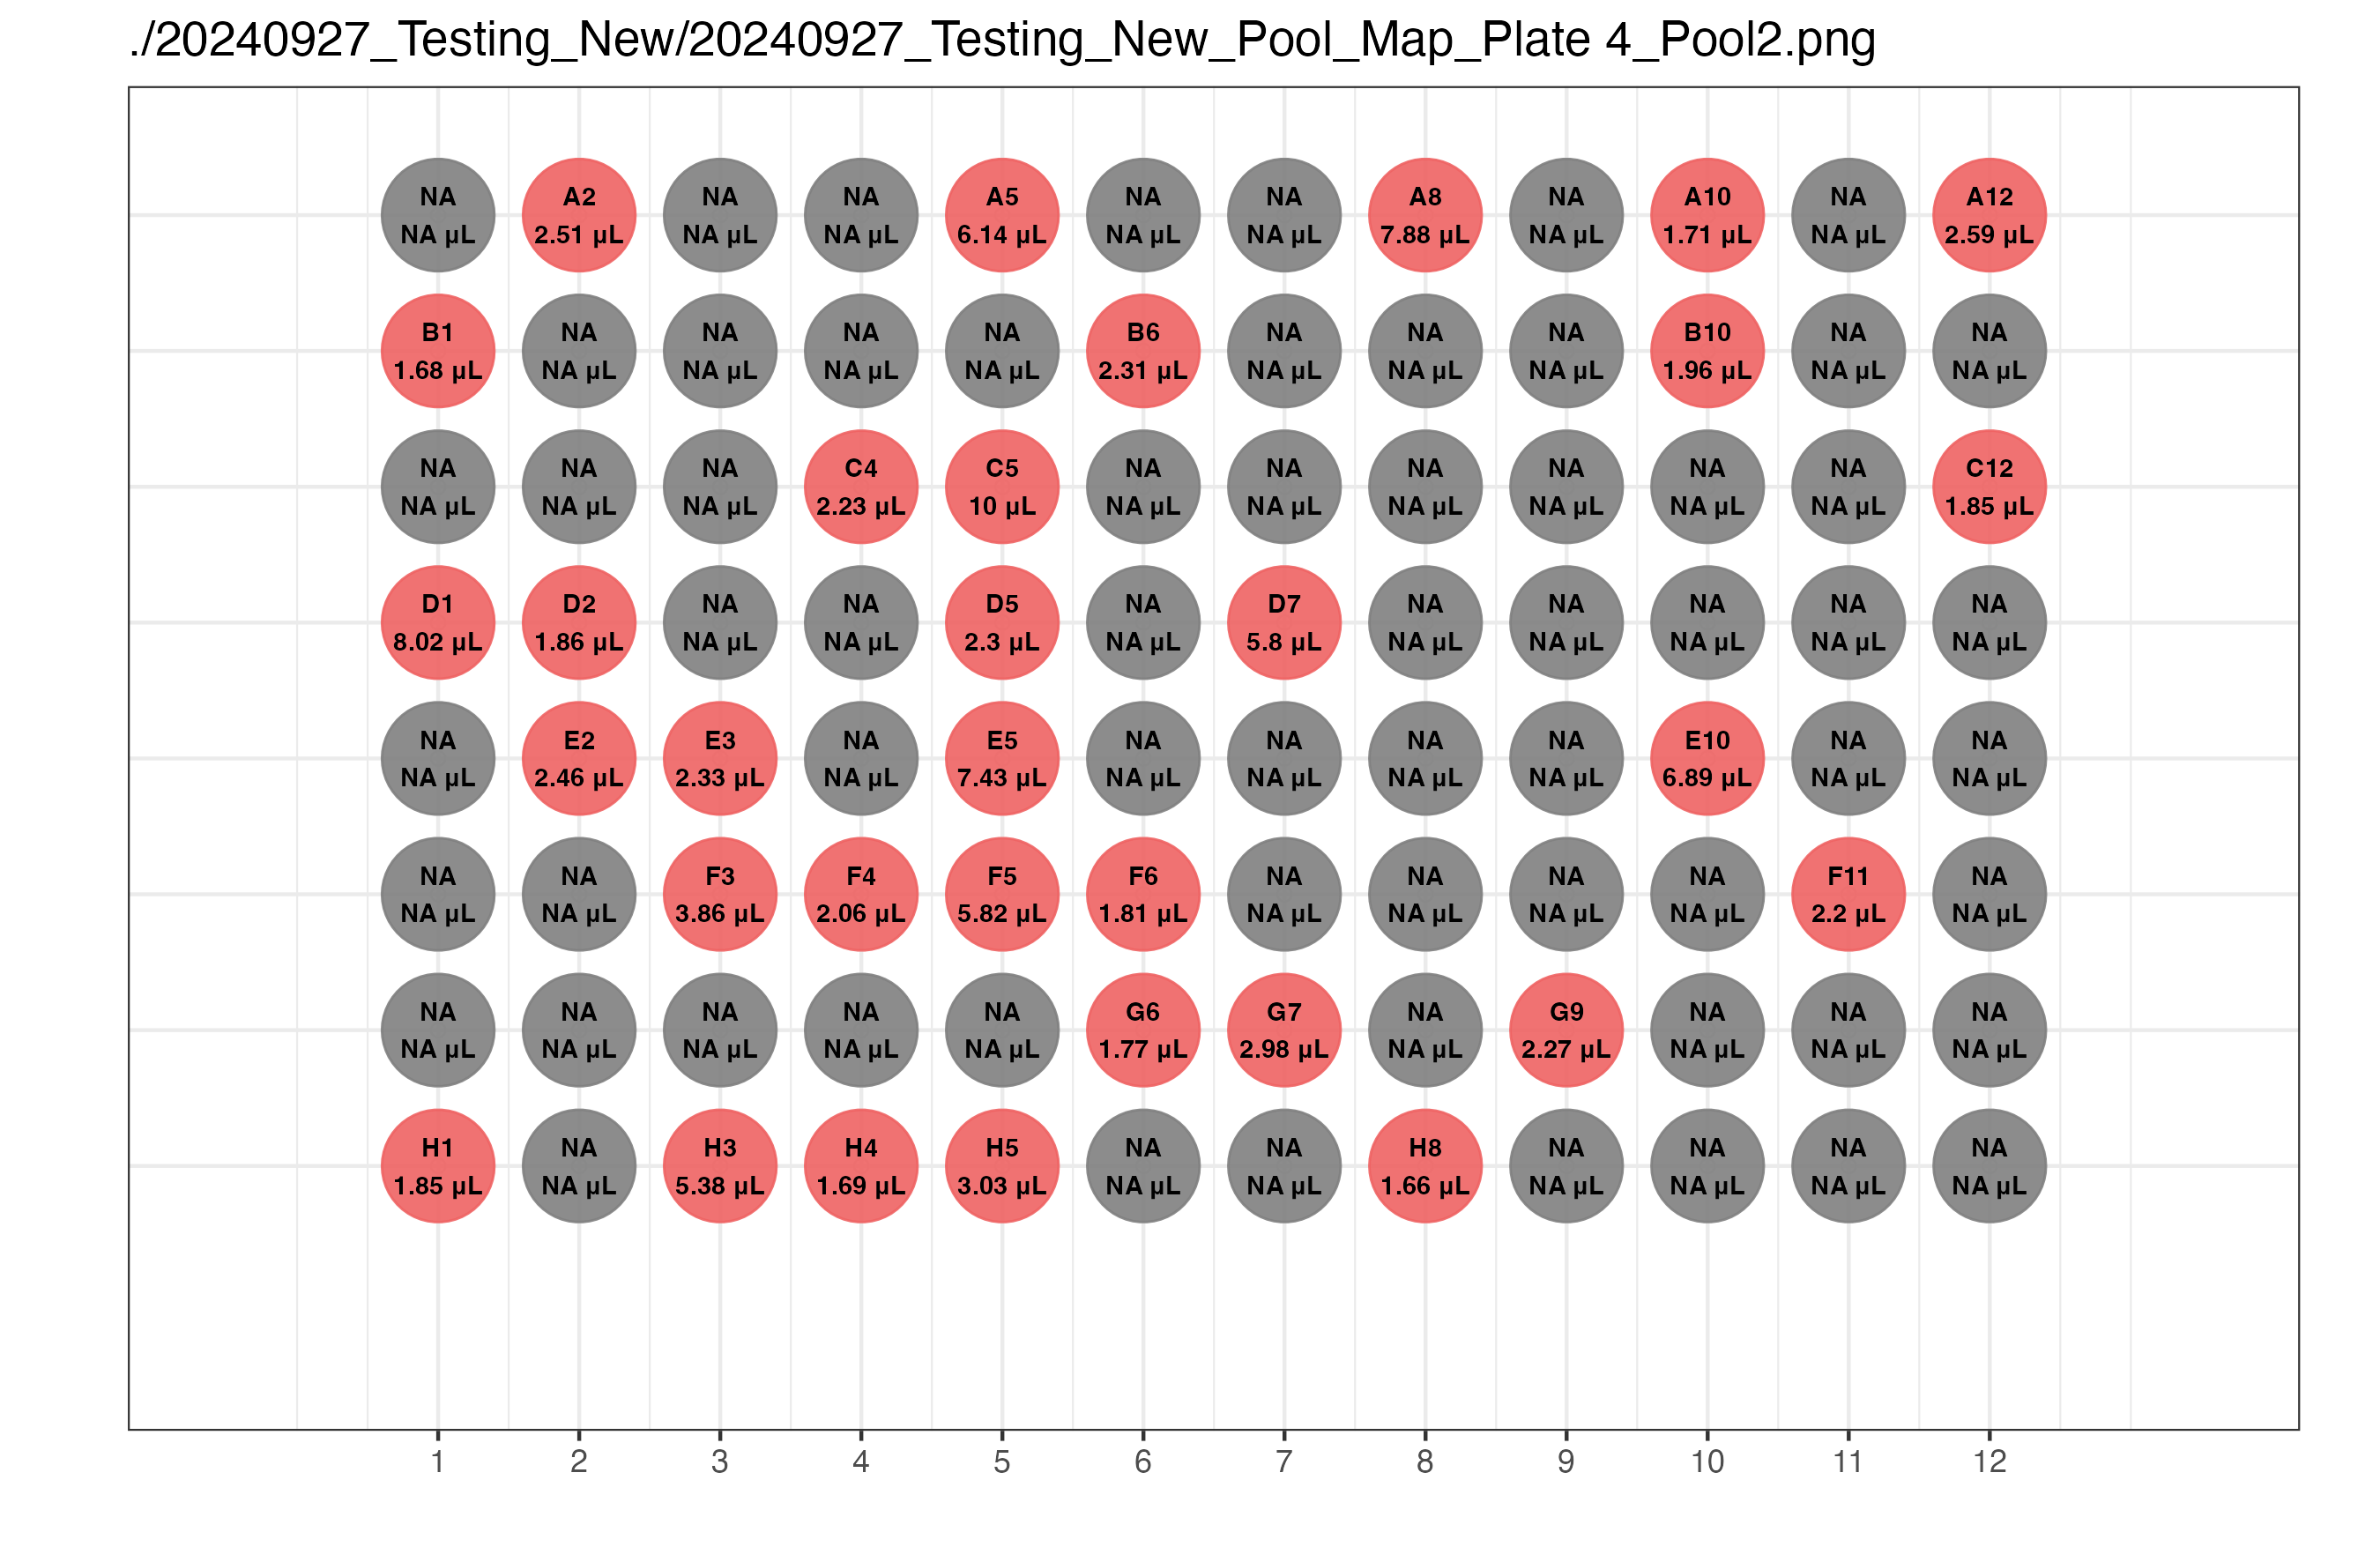 ./20240927_Testing_New/20240927_Testing_New_Pool_Map_Plate 4_Pool2.png
NA A2 NA NA A5 NA NA A8 NA A10 NA A12
NA µL 2.51 µL NA µL NA µL 6.14 µL NA µL NA µL 7.88 µL NA µL 1.71 µL NA µL 2.59 µL
B1 NA NA NA NA B6 NA NA NA B10 NA NA
1.68 µL NA µL NA µL NA µL NA µL 2.31 µL NA µL NA µL NA µL 1.96 µL NA µL NA µL
NA NA NA C4 C5 NA NA NA NA NA NA C12
NA µL NA µL NA µL 2.23 µL 10 µL NA µL NA µL NA µL NA µL NA µL NA µL 1.85 µL
D1 D2 NA NA D5 NA D7 NA NA NA NA NA
8.02 µL 1.86 µL NA µL NA µL 2.3 µL NA µL 5.8 µL NA µL NA µL NA µL NA µL NA µL
NA E2 E3 NA E5 NA NA NA NA E10 NA NA
NA µL 2.46 µL 2.33 µL NA µL 7.43 µL NA µL NA µL NA µL NA µL 6.89 µL NA µL NA µL
NA NA F3 F4 F5 F6 NA NA NA NA F11 NA
NA µL NA µL 3.86 µL 2.06 µL 5.82 µL 1.81 µL NA µL NA µL NA µL NA µL 2.2 µL NA µL
NA NA NA NA NA G6 G7 NA G9 NA NA NA
NA µL NA µL NA µL NA µL NA µL 1.77 µL 2.98 µL NA µL 2.27 µL NA µL NA µL NA µL
H1 NA H3 H4 H5 NA NA H8 NA NA NA NA
1.85 µL NA µL 5.38 µL 1.69 µL 3.03 µL NA µL NA µL 1.66 µL NA µL NA µL NA µL NA µL
1 2 3 4 5 6 7 8 9 10 11 12